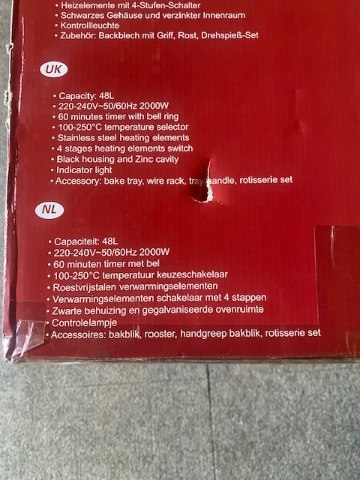 • Heizelemente mit 4-Stufen-Schalter
• Schwarzes Gehäuse und verzinkter Innenraum
• Kontrollleuchte
• Zubehör: Backblech mit Griff, Rost, Drehspieß-Set
UK
• Capacity: 48L
• 220-240V~50/60Hz 2000W
• 60 minutes timer with bell ring
• 100-250°C temperature selector
• Stainless steel heating elements
• 4 stages heating elements switch
• Black housing and Zinc cavity
• Indicator light
• Accessory: bake tray, wire rack, tray handle, rotisserie set
NL
• Capaciteit: 48L
• 220-240V~50/60Hz 2000W
• 60 minuten timer met bel
• 100-250°C temperatuur keuzeschakelaar
• Roestvrijstalen verwarmingselementen
• Verwarmingselementen schakelaar met 4 stappen
• Zwarte behuizing en gegalvaniseerde ovenruimte
• Controlelampje
• Accessoires: bakblik, rooster, handgreep bakblik, rotisserie set